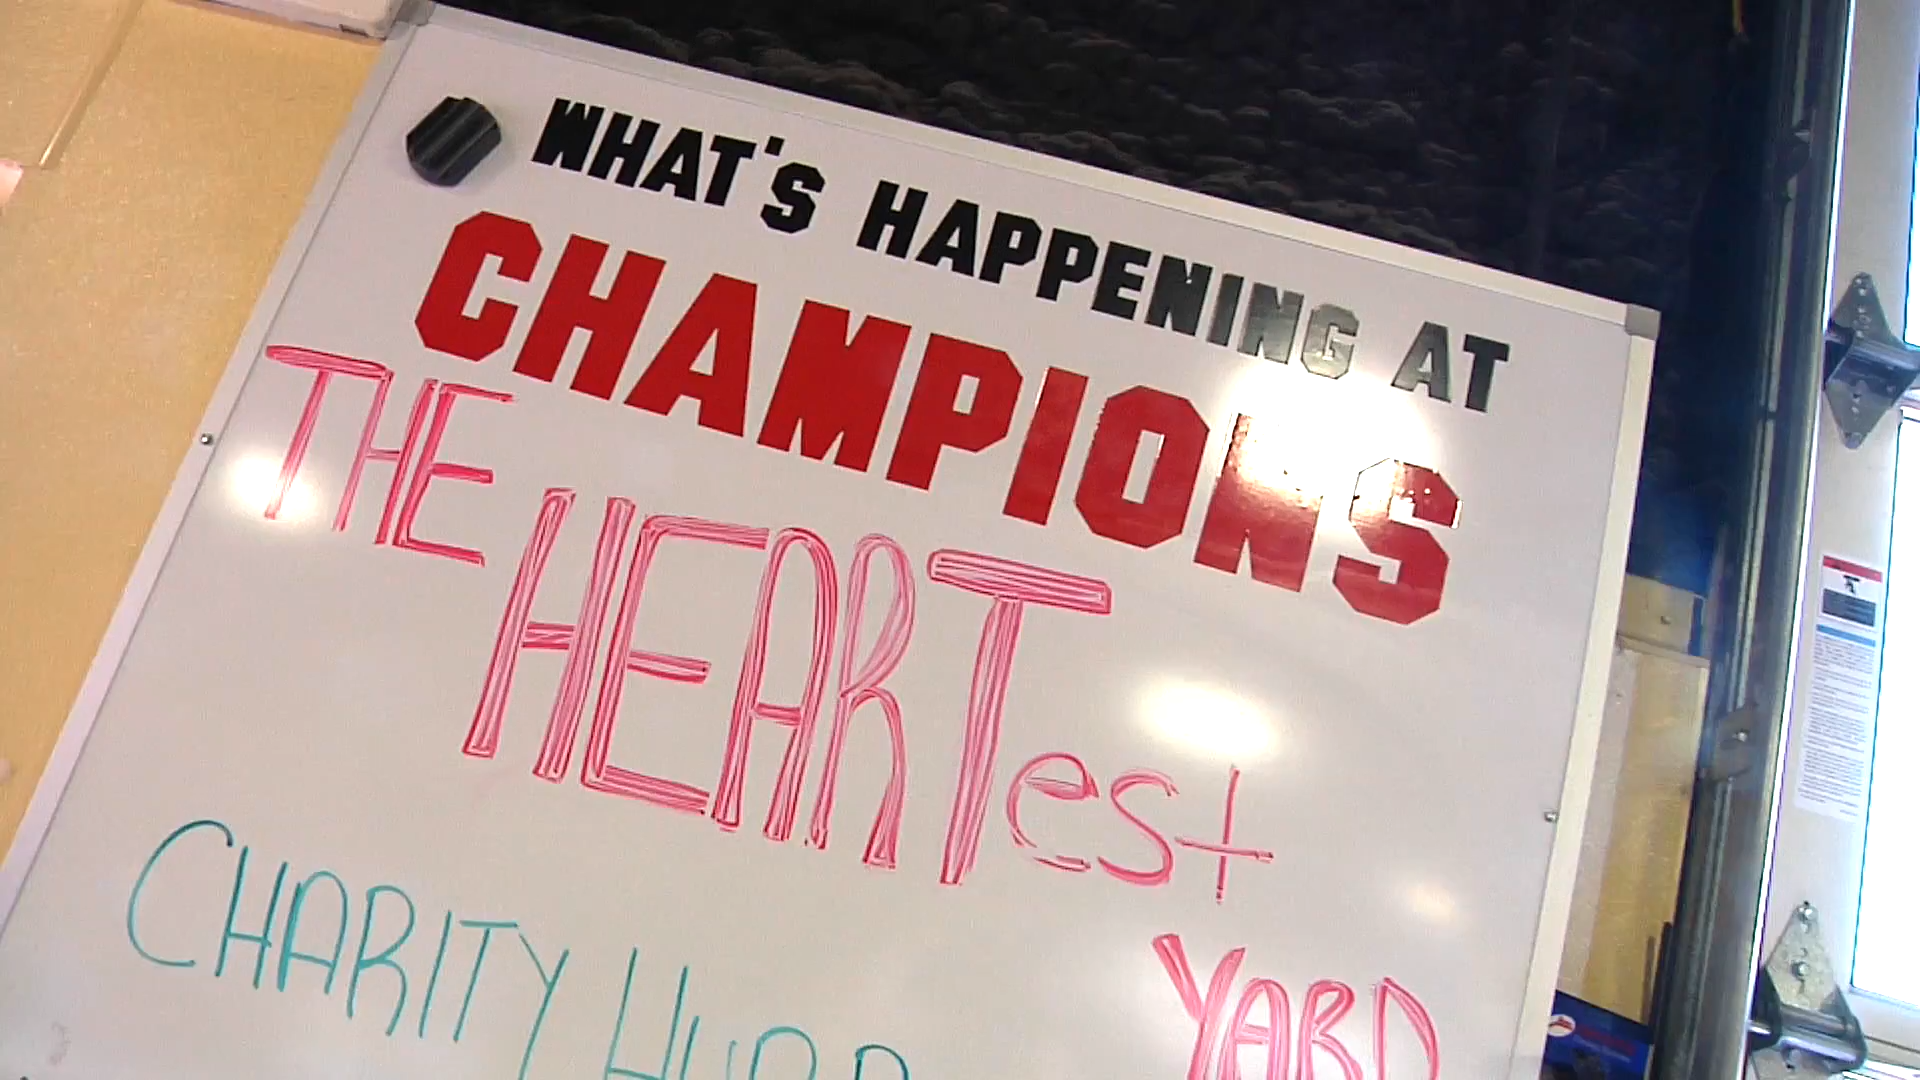 WHAT'S HAPPENING AT
CHAMPIONS
THE
HEARTest
YARD
CHARITY